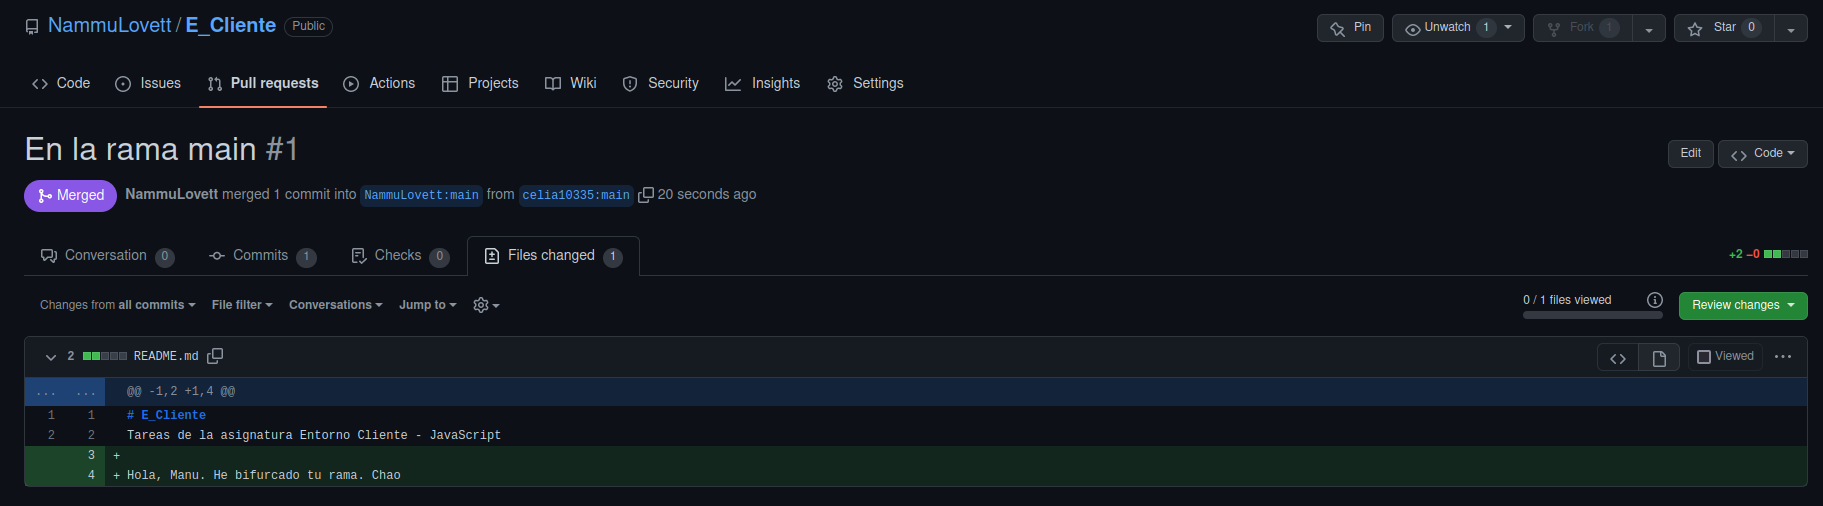 NammuLovett / E_Cliente Public Pin Unwatch 1 Fork 1 Star 0
Code Issues Pull requests Actions Projects Wiki Security Insights Settings
En la rama main #1 Edit Code
Merged NammuLovett merged 1 commit into NammuLovett:main from celia10335:main 20 seconds ago
Conversation 0 Commits 1 Checks 0 Files changed 1 +2 −0
Changes from all commits File filter Conversations Jump to 0 / 1 files viewed Review changes
2 README.md Viewed
... ... @@ -1,2 +1,4 @@
1 1 # E_Cliente
2 2 Tareas de la asignatura Entorno Cliente - JavaScript
3 +
4 + Hola, Manu. He bifurcado tu rama. Chao